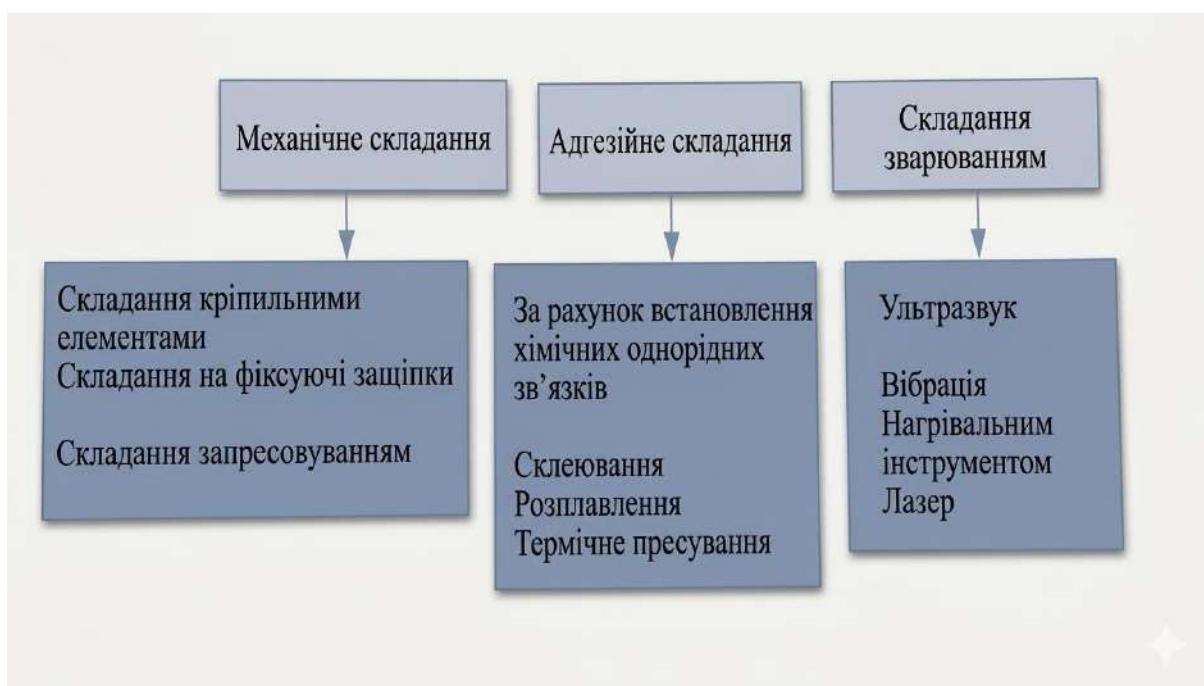 Механічне складання
Адгезійне складання
Складання
зварюванням
Складання кріпильними
елементами
Складання на фіксуючі защіпки
Складання запресовуванням
За рахунок встановлення
хімічних однорідних
зв’язків
Склеювання
Розплавлення
Термічне пресування
Ультразвук
Вібрація
Нагрівальним
інструментом
Лазер